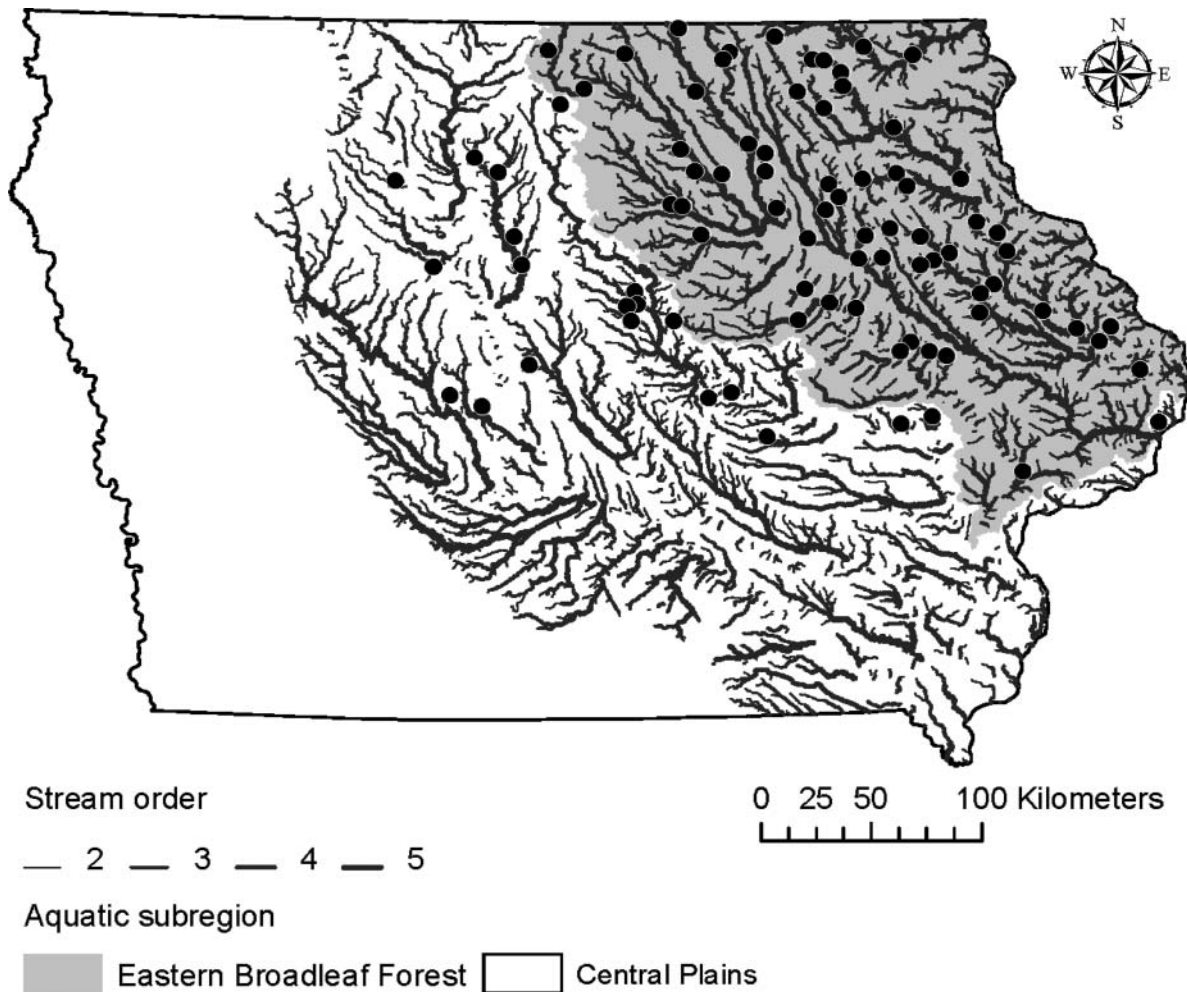 N
W E
S
Stream order
0 25 50 100 Kilometers
2 3 4 5
Aquatic subregion
Eastern Broadleaf Forest Central Plains